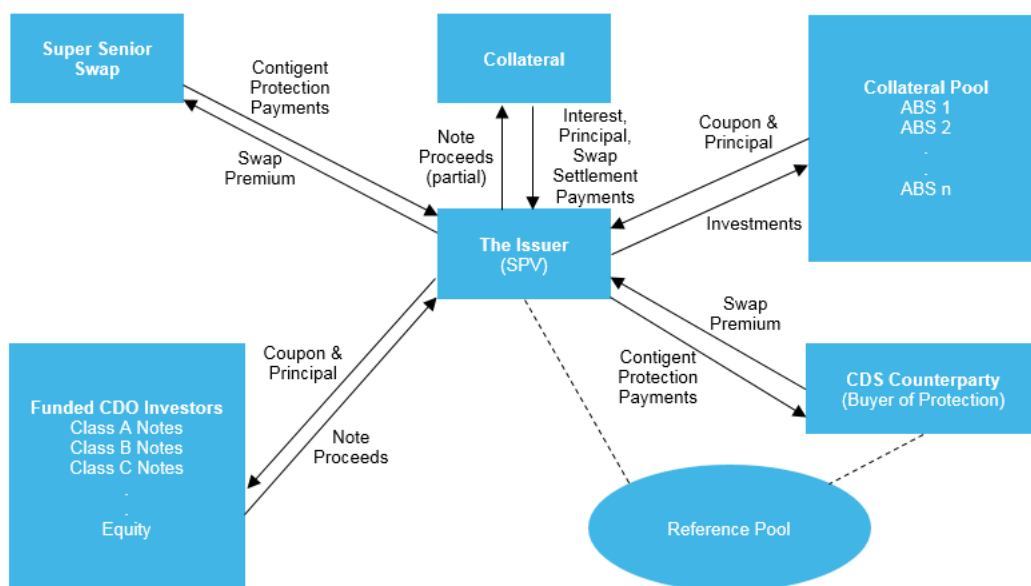 Super Senior
Swap
Contigent
Protection
Payments
Swap
Premium
Collateral
Note
Proceeds
(partial)
Interest,
Principal,
Swap
Settlement
Payments
Collateral Pool
ABS 1
ABS 2
.
.
ABS n
Coupon &
Principal
Investments
The Issuer
(SPV)
Swap
Premium
Contigent
Protection
Payments
CDS Counterparty
(Buyer of Protection)
Coupon &
Principal
Note
Proceeds
Funded CDO Investors
Class A Notes
Class B Notes
Class C Notes
.
.
Equity
Reference Pool